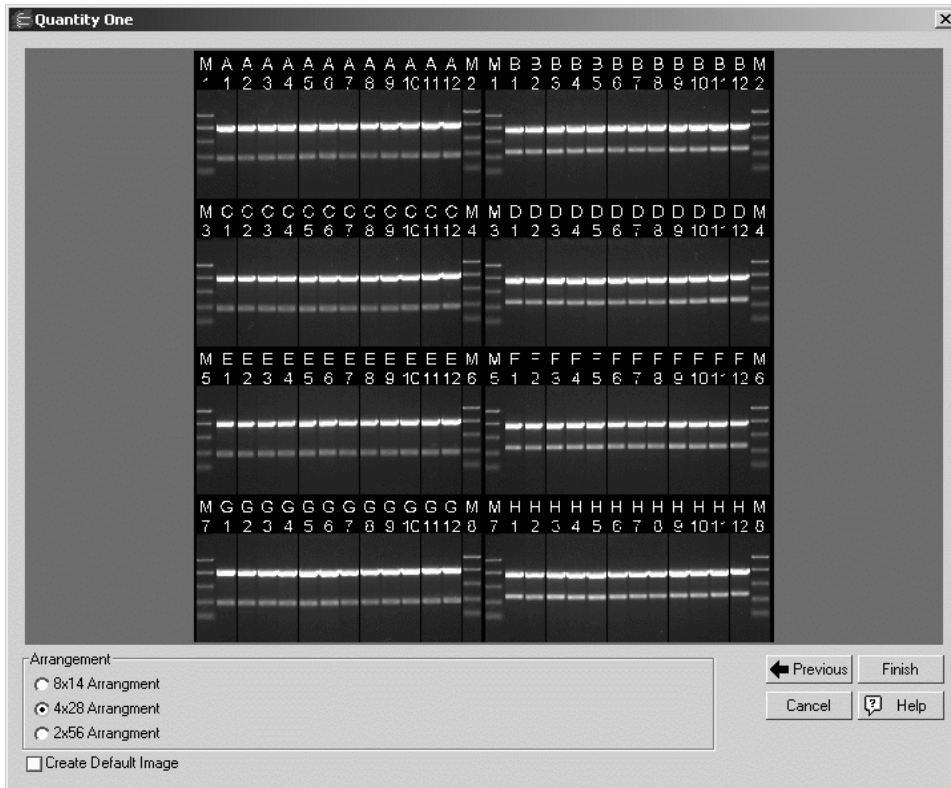 Quantity One
M A A A A A A A A A A A A M M B B B B B B B B B B B B M
1 1 2 3 4 5 6 7 8 9 10 11 12 2 1 1 2 3 4 5 6 7 8 9 10 11 12 2
M C C C C C C C C C C C C M M D D D D D D D D D D D D M
3 1 2 3 4 5 6 7 8 9 10 11 12 4 3 1 2 3 4 5 6 7 8 9 10 11 12 4
M E E E E E E E E E E E E M M F F F F F F F F F F F F M
5 1 2 3 4 5 6 7 8 9 10 11 12 6 5 1 2 3 4 5 6 7 8 9 10 11 12 6
M G G G G G G G G G G G G M M H H H H H H H H H H H H M
7 1 2 3 4 5 6 7 8 9 10 11 12 8 7 1 2 3 4 5 6 7 8 9 10 11 12 8
Arrangement
8x14 Arrangment
4x28 Arrangment
2x56 Arrangment
Create Default Image
Previous
Finish
Cancel
Help